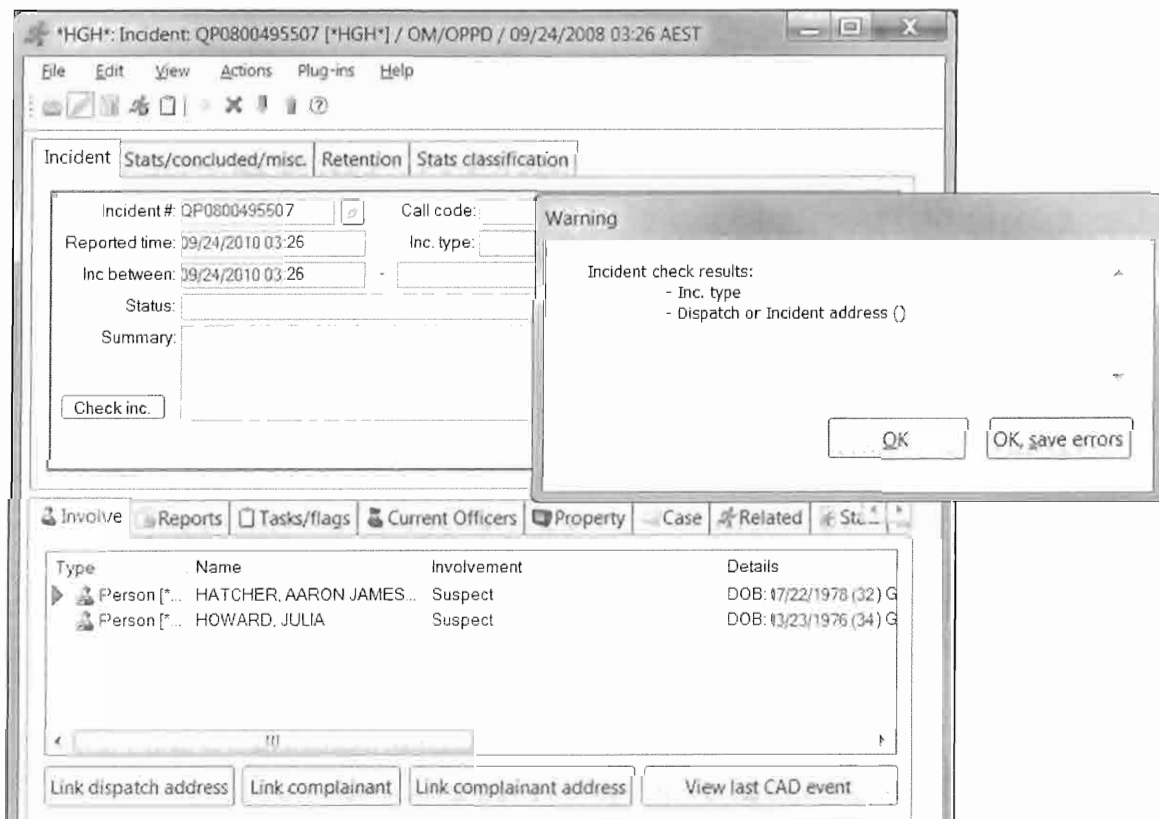 *HGH*: Incident: QP0800495507 [*HGH*] / OM/OPPD / 09/24/2008 03:26 AEST
File Edit View Actions Plug-ins Help
Incident Stats/concluded/misc. Retention Stats classification
Incident #: QP0800495507 Call code:
Reported time: 09/24/2010 03:26 Inc. type:
Inc between: 09/24/2010 03:26 -
Status:
Summary:
Check inc.
Warning
Incident check results:
- Inc. type
- Dispatch or Incident address ()
OK OK, save errors
Involve Reports Tasks/flags Current Officers Property Case Related
Type Name Involvement Details
Person [*... HATCHER, AARON JAMES... Suspect DOB: 07/22/1978 (32) G
Person [*... HOWARD, JULIA Suspect DOB: 03/23/1976 (34) G
Link dispatch address Link complainant Link complainant address View last CAD event